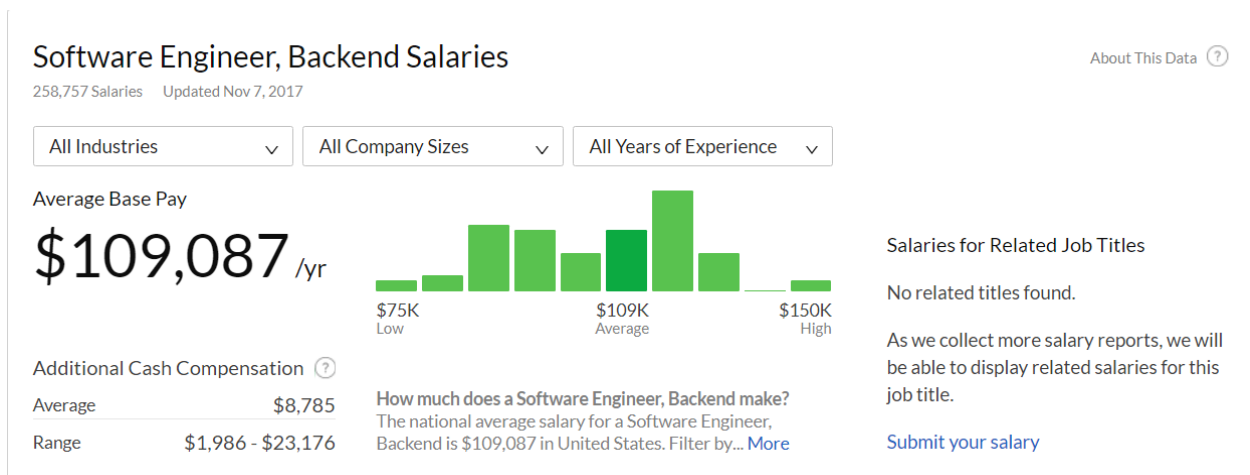 Software Engineer, Backend Salaries
About This Data ?
258,757 Salaries Updated Nov 7, 2017
All Industries
All Company Sizes
All Years of Experience
Average Base Pay
$109,087 /yr
$75K
Low
$109K
Average
$150K
High
Additional Cash Compensation ?
Average $8,785
Range $1,986 - $23,176
How much does a Software Engineer, Backend make?
The national average salary for a Software Engineer,
Backend is $109,087 in United States. Filter by... More
Salaries for Related Job Titles
No related titles found.
As we collect more salary reports, we will
be able to display related salaries for this
job title.
Submit your salary